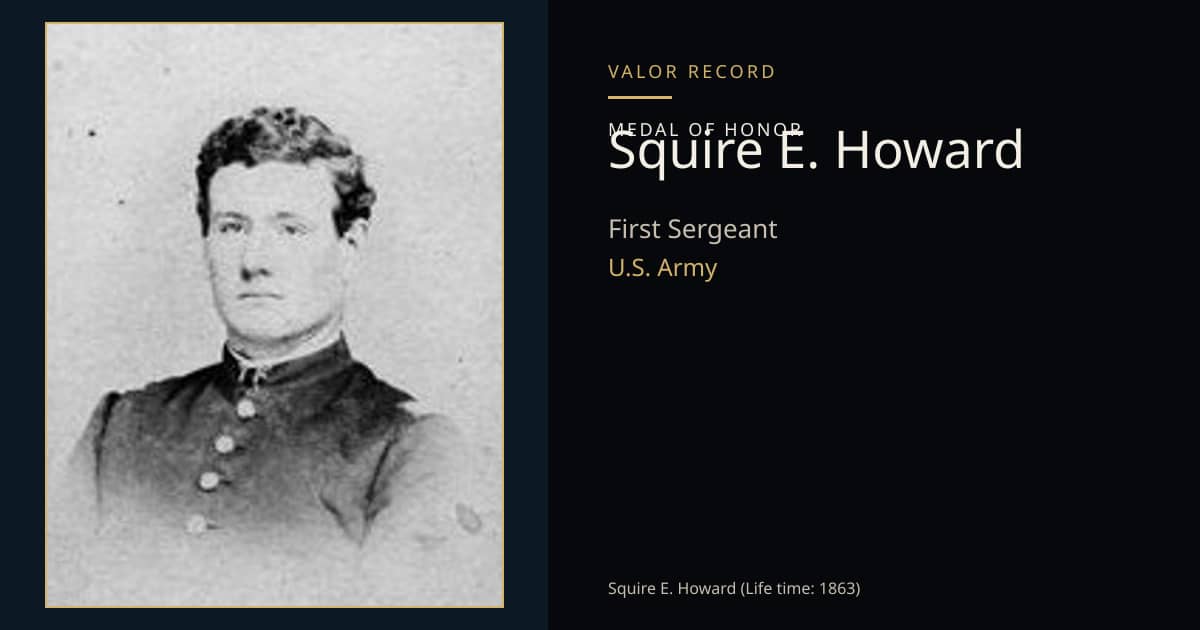 VALOR RECORD
MEDAL OF HONOR
Squire E. Howard
First Sergeant
U.S. Army
Squire E. Howard (Life time: 1863)